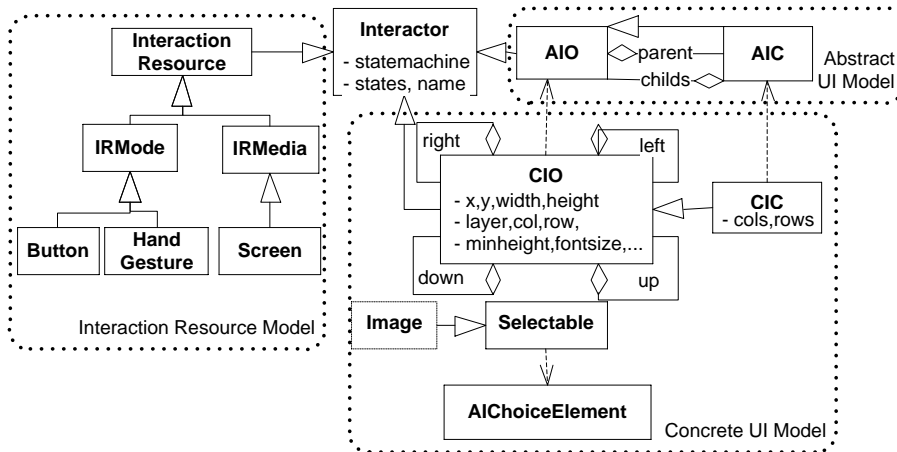 Interaction
Resource
Interactor
- statemachine
- states, name
AIO
parent
childs
AIC
Abstract
UI Model
IRMode
IRMedia
Button
Hand
Gesture
Screen
Interaction Resource Model
right
left
CIO
- x,y,width,height
- layer,col,row,
- minheight,fontsize,...
down
up
CIC
- cols,rows
Image
Selectable
AIChoiceElement
Concrete UI Model